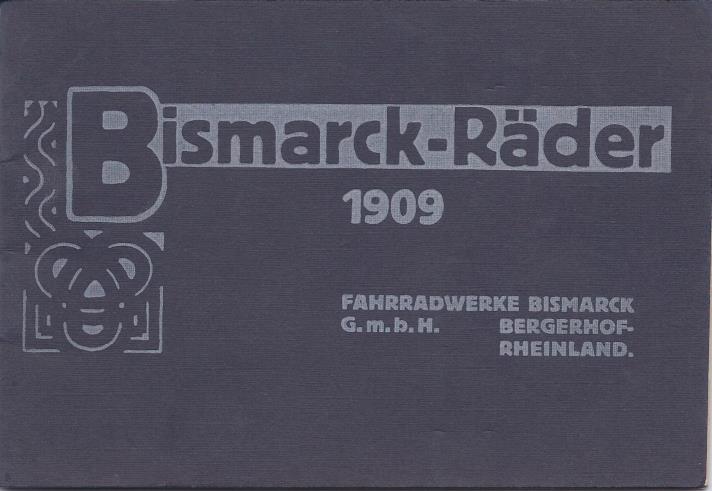 Bismarck-Räder
1909
FAHRRADWERKE BISMARCK
G.m.b.H. BERGERHOF-
RHEINLAND.